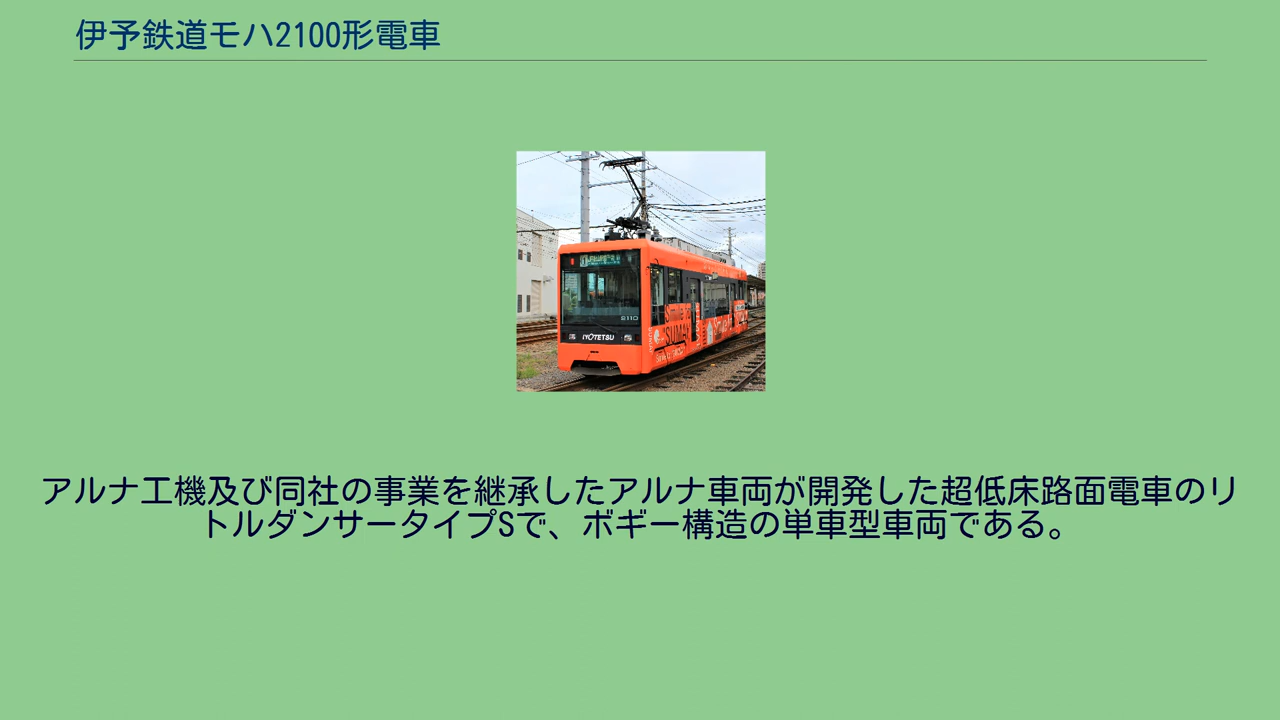 伊予鉄道モハ2100形電車
2110
IYOTETSU
SUMAK
アルナ工機及び同社の事業を継承したアルナ車両が開発した超低床路面電車のリ
トルダンサータイプSで、ボギー構造の単車型車両である。